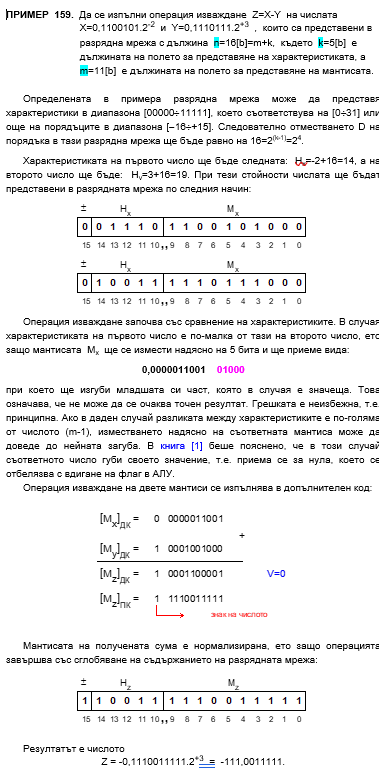 ПРИМЕР 159. Да се изпълни операция изваждане Z=X-Y на числата
X=0,1100101.2-2 и Y=0,1110111.2+3 , които са представени в
разрядна мрежа с дължина n=16[b]=m+k, където k=5[b] е
дължината на полето за представяне на характеристиката, а
m=11[b] е дължината на полето за представяне на мантисата.
Определената в примера разрядна мрежа може да представя
характеристики в диапазон [00000÷11111], което съответствува на [0÷31] или
още на порядъците в диапазона [–16÷+15]. Следователно отместването D на
порядъка в тази разрядна мрежа ще бъде равно на 16=2(k-1)=24.
Характеристиката на първото число ще бъде следната: Hx=-2+16=14, а на
второто число ще бъде: Hy=3+16=19. При тези стойности числата ще бъдат
представени в разрядната мрежа по следния начин:
± Hx Mx
0 0 1 1 1 0 1 1 0 0 1 0 1 0 0 0
15 14 13 12 11 10 ,, 9 8 7 6 5 4 3 2 1 0
± Hx Mx
0 1 0 0 1 1 1 1 1 0 1 1 1 0 0 0
15 14 13 12 11 10 ,, 9 8 7 6 5 4 3 2 1 0
Операция изваждане започва със сравнение на характеристиките. В случая
характеристиката на първото число е по-малка от тази на второто число, ето
защо мантисата Mx ще се измести надясно на 5 бита и ще приеме вида:
0,0000011001 01000
при което ще изгуби младшата си част, която в случая е значеща. Това
означава, че не може да се очаква точен резултат. Грешката е неизбежна, т.е.
принципна. Ако в даден случай разликата между характеристиките е по-голяма
от числото (m-1), изместването надясно на съответната мантиса може да
доведе до нейната загуба. В книга [1] беше пояснено, че в този случай
съответното число губи своето значение, т.е. приема се за нула, което се
отбелязва с вдигане на флаг в АЛУ.
Операция изваждане на двете мантиси се изпълнива в допълнителен код:
[Mx]ДК = 0 0000011001
+
[My]ДК = 1 0001001000
[Mz]ДК = 1 0001100001 V=0
[Mz]ПК = 1 1110011111
знак на числото
Мантисата на получената сума е нормализирана, ето защо операцията
завършва със сглобяване на съдържанието на разрядната мрежа:
± Hz Mz
1 1 0 0 1 1 1 1 1 0 0 1 1 1 1 1
15 14 13 12 11 10 ,, 9 8 7 6 5 4 3 2 1 0
Резултатът е числото
Z = -0,1110011111.2+3 = -111,0011111.